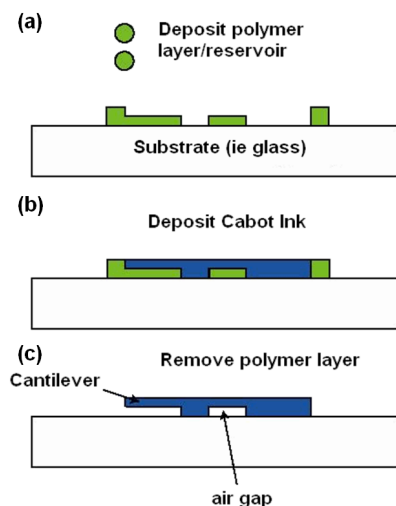 (a)
Deposit polymer
layer/reservoir
Substrate (ie glass)
(b)
Deposit Cabot Ink
(c)
Remove polymer layer
Cantilever
air gap